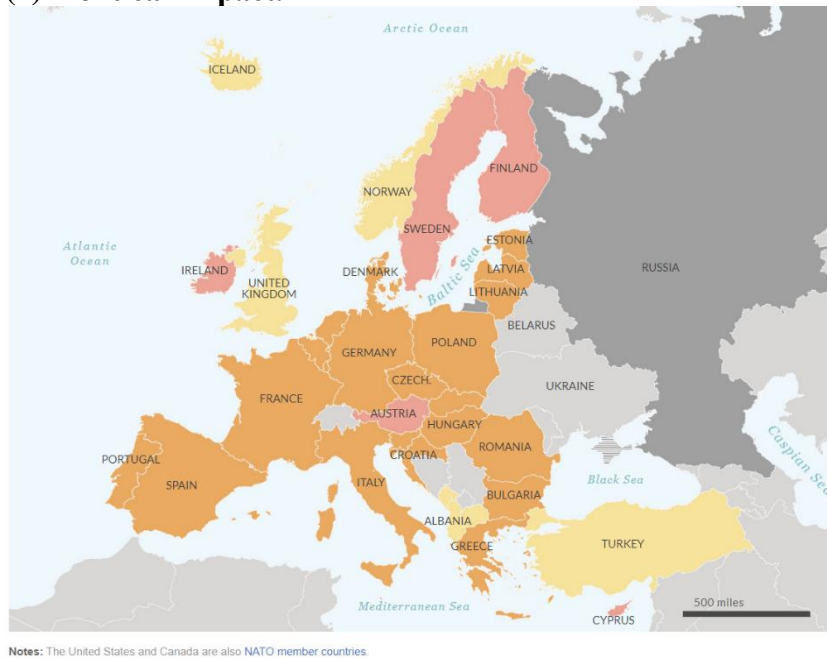 Arctic Ocean
ICELAND
FINLAND
NORWAY
SWEDEN
Atlantic
Ocean
ESTONIA
RUSSIA
IRELAND
DENMARK
Baltic Sea
LATVIA
UNITED
KINGDOM
LITHUANIA
BELARUS
POLAND
GERMANY
CZECH.
UKRAINE
FRANCE
AUSTRIA
HUNGARY
Caspian Sea
PORTUGAL
CROATIA
ROMANIA
SPAIN
ITALY
Black Sea
BULGARIA
ALBANIA
GREECE
TURKEY
Mediterranean Sea
500 miles
CYPRUS
Notes: The United States and Canada are also NATO member countries.